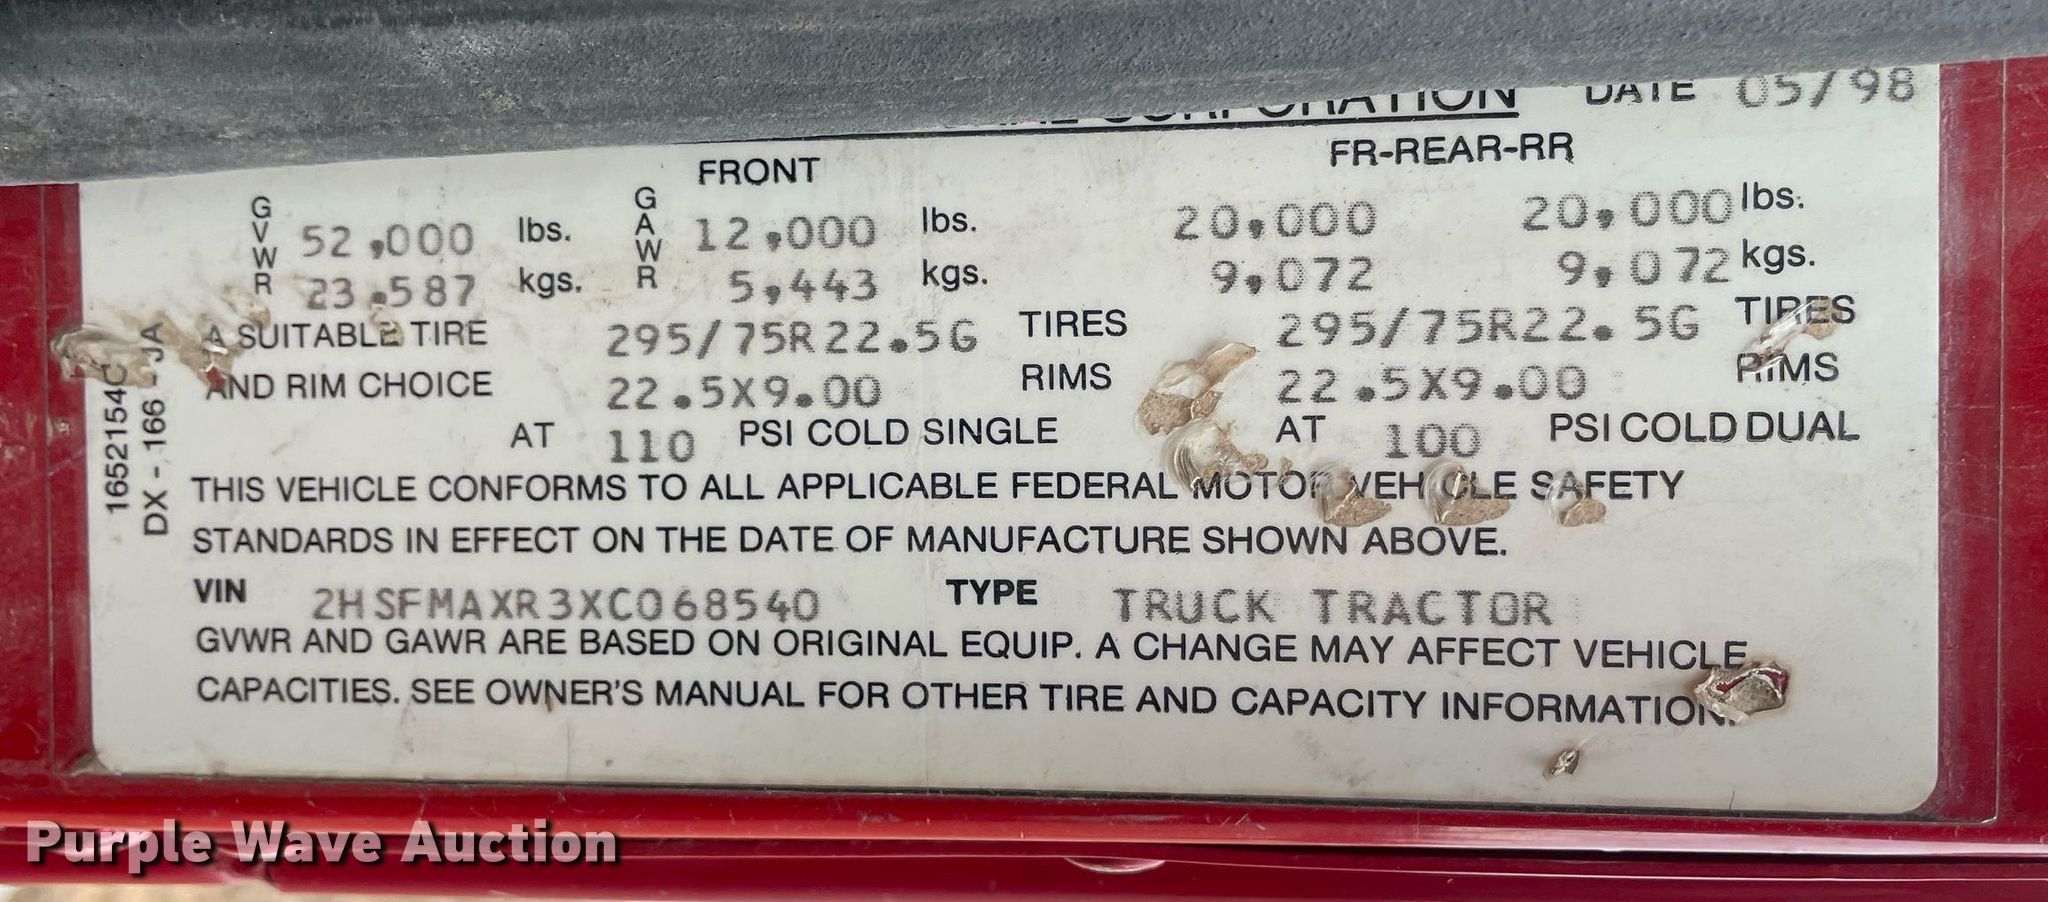 CORPORATION DATE 05/98
FRONT FR-REAR-RR
GVWR 52,000 lbs. GAWR 12,000 lbs. 20,000 20,000 lbs.
23,587 kgs. 5,443 kgs. 9,072 9,072 kgs.
A SUITABLE TIRE 295/75R22.5G TIRES 295/75R22.5G TIRES
AND RIM CHOICE 22.5X9.00 RIMS 22.5X9.00 RIMS
AT 110 PSI COLD SINGLE AT 100 PSI COLD DUAL
THIS VEHICLE CONFORMS TO ALL APPLICABLE FEDERAL MOTOR VEHICLE SAFETY
STANDARDS IN EFFECT ON THE DATE OF MANUFACTURE SHOWN ABOVE.
VIN 2HSFMAXR3XC068540 TYPE TRUCK TRACTOR
GVWR AND GAWR ARE BASED ON ORIGINAL EQUIP. A CHANGE MAY AFFECT VEHICLE
CAPACITIES. SEE OWNER'S MANUAL FOR OTHER TIRE AND CAPACITY INFORMATION.
1652154C
DX - 166 - JA
Purple Wave Auction